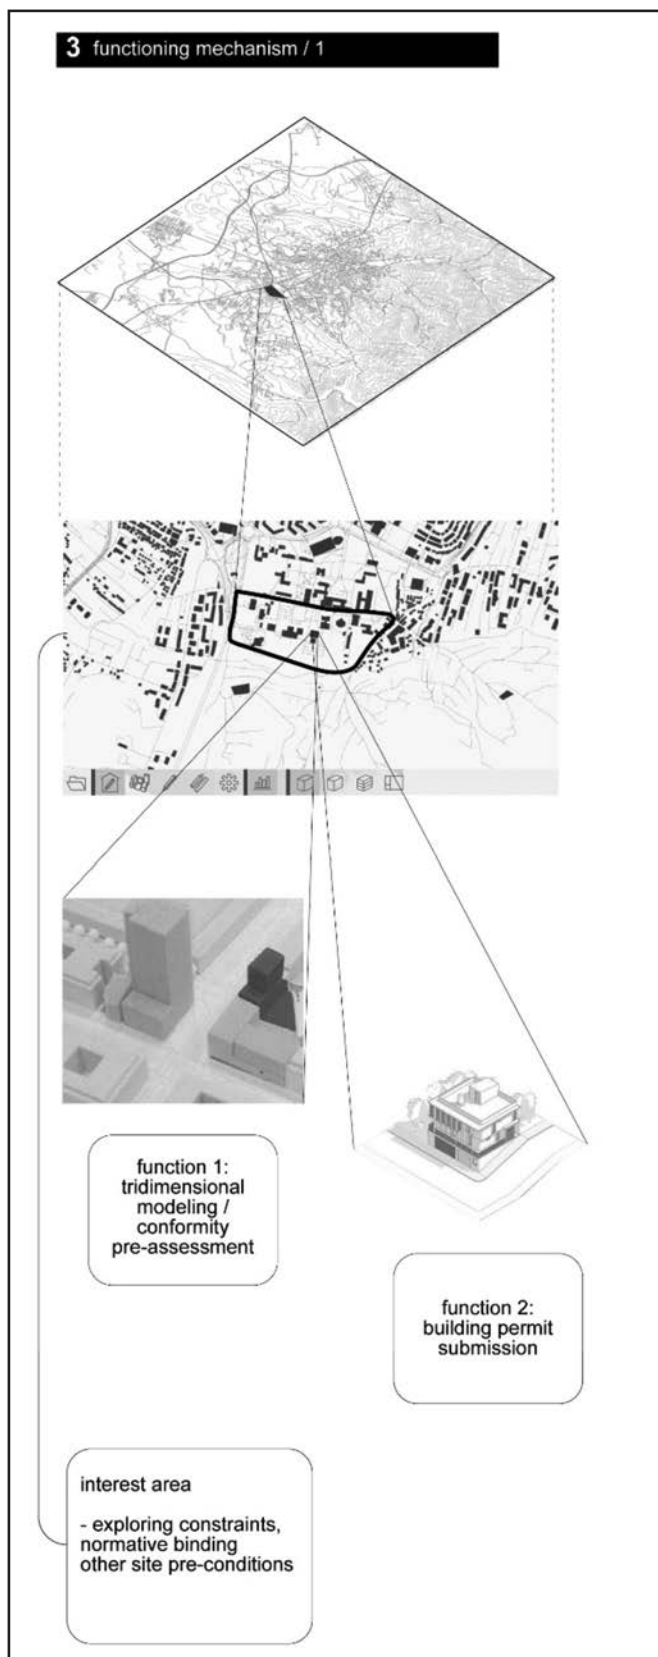 3 functioning mechanism / 1
function 1:
tridimensional
modeling /
conformity
pre-assessment
function 2:
building permit
submission
interest area
- exploring constraints,
normative binding
other site pre-conditions